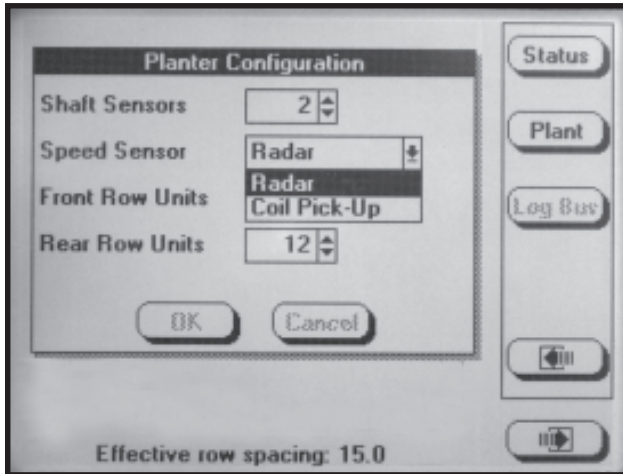 Planter Configuration
Shaft Sensors 2
Speed Sensor Radar
Radar
Front Row Units
Coil Pick-Up
Rear Row Units 12
OK Cancel
Effective row spacing: 15.0
Status
Plant
Log Bus